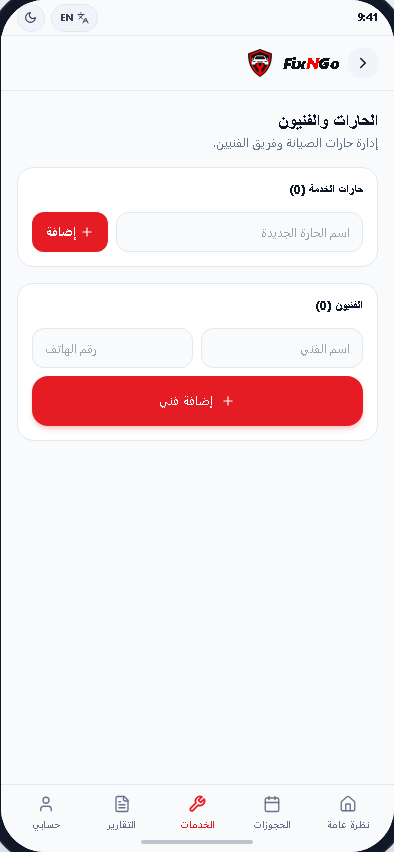 9:41
EN
FixNGo
الحارات والفنيون
إدارة حارات الصيانة وفريق الفنيين.
حارات الخدمة (0)
اسم الحارة الجديدة
+ إضافة
الفنيون (0)
اسم الفني
رقم الهاتف
+ إضافة فني
نظرة عامة
الحجوزات
الخدمات
التقارير
حسابي